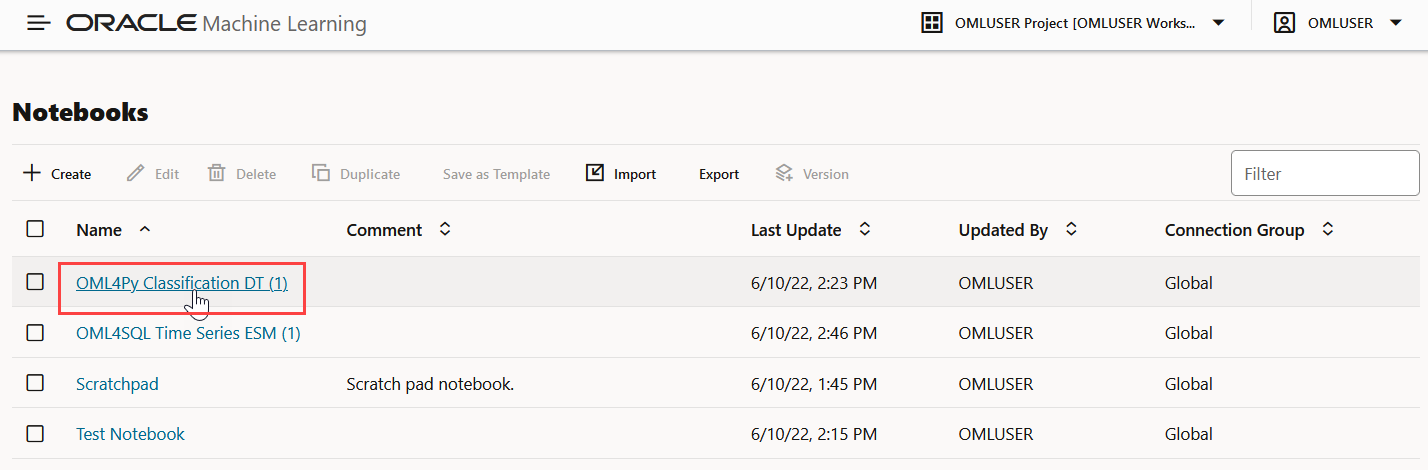 ORACLE Machine Learning OMLUSER Project [OMLUSER Works... OMLUSER
Notebooks
Create Edit Delete Duplicate Save as Template Import Export Version Filter
Name Comment Last Update Updated By Connection Group
OML4Py Classification DT (1) 6/10/22, 2:23 PM OMLUSER Global
OML4SQL Time Series ESM (1) 6/10/22, 2:46 PM OMLUSER Global
Scratchpad Scratch pad notebook. 6/10/22, 1:45 PM OMLUSER Global
Test Notebook 6/10/22, 2:15 PM OMLUSER Global